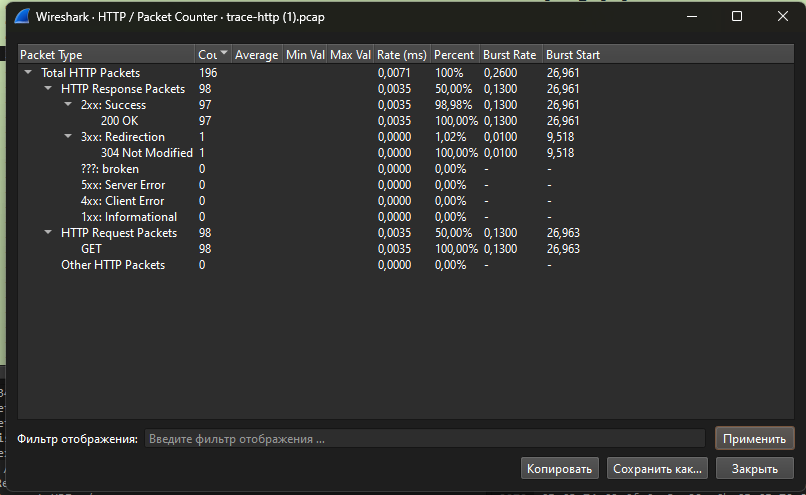 Wireshark · HTTP / Packet Counter · trace-http (1).pcap
Packet Type Cou Average Min Val Max Val Rate (ms) Percent Burst Rate Burst Start
Total HTTP Packets 196 0,0071 100% 0,2600 26,961
HTTP Response Packets 98 0,0035 50,00% 0,1300 26,961
2xx: Success 97 0,0035 98,98% 0,1300 26,961
200 OK 97 0,0035 100,00% 0,1300 26,961
3xx: Redirection 1 0,0000 1,02% 0,0100 9,518
304 Not Modified 1 0,0000 100,00% 0,0100 9,518
???: broken 0 0,0000 0,00% - -
5xx: Server Error 0 0,0000 0,00% - -
4xx: Client Error 0 0,0000 0,00% - -
1xx: Informational 0 0,0000 0,00% - -
HTTP Request Packets 98 0,0035 50,00% 0,1300 26,963
GET 98 0,0035 100,00% 0,1300 26,963
Other HTTP Packets 0 0,0000 0,00% - -
Фильтр отображения: Введите фильтр отображения ... Применить
Копировать Сохранить как... Закрыть